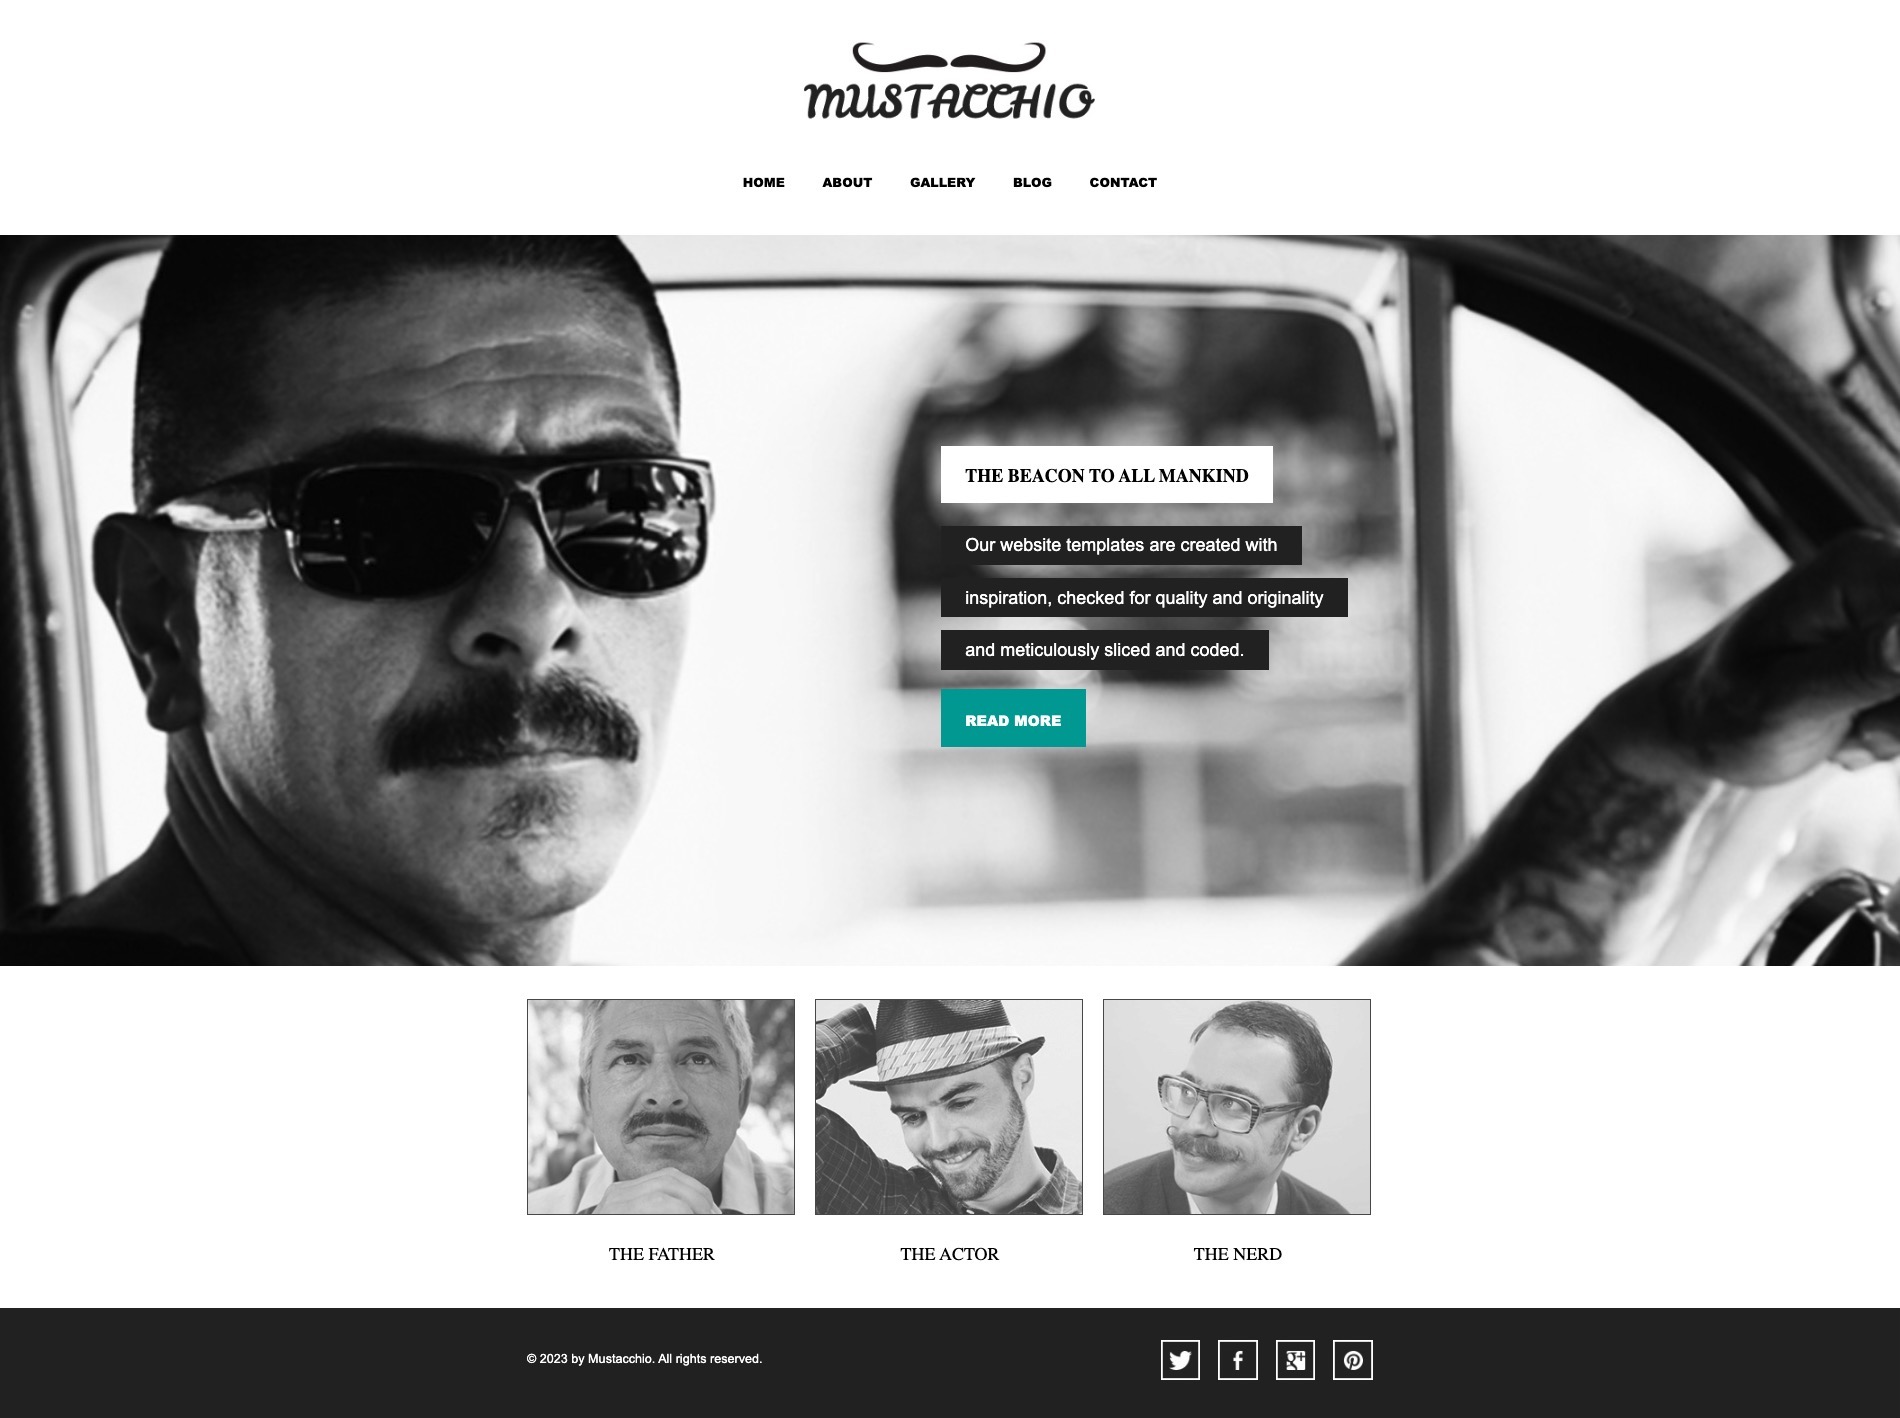 MUSTACCHIO
HOME ABOUT GALLERY BLOG CONTACT
THE BEACON TO ALL MANKIND
Our website templates are created with
inspiration, checked for quality and originality
and meticulously sliced and coded.
READ MORE
THE FATHER THE ACTOR THE NERD
© 2023 by Mustacchio. All rights reserved.